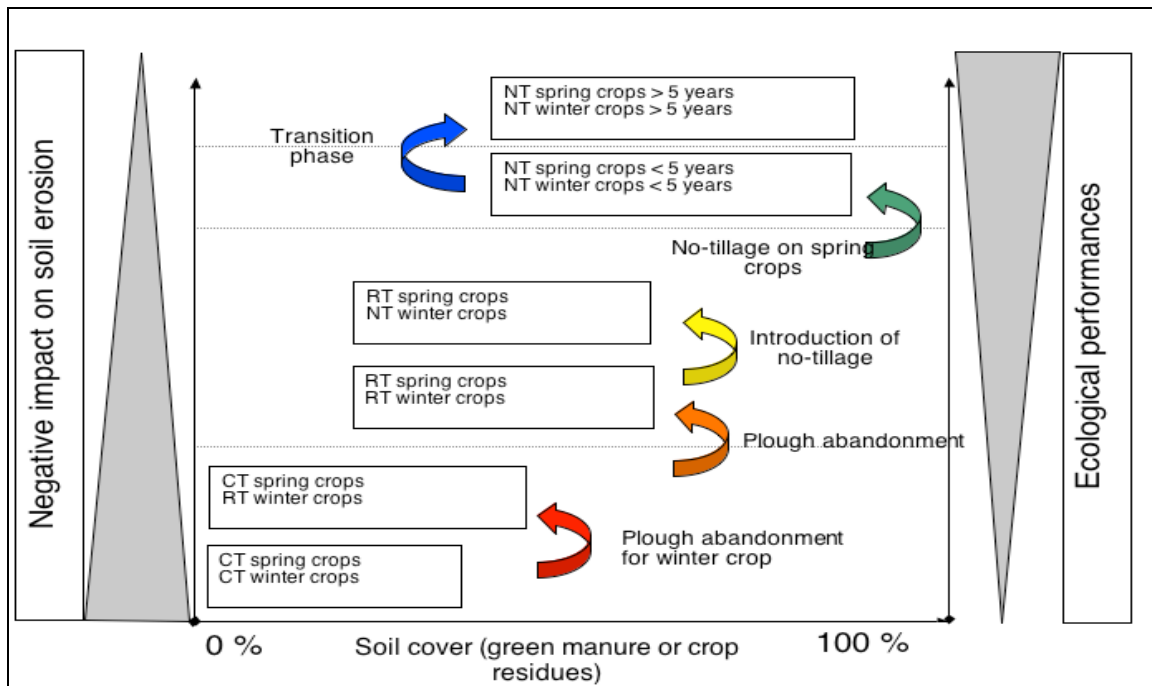 Negative impact on soil erosion
NT spring crops > 5 years
NT winter crops > 5 years
Transition
phase
NT spring crops < 5 years
NT winter crops < 5 years
No-tillage on spring
crops
RT spring crops
NT winter crops
Introduction of
no-tillage
RT spring crops
RT winter crops
Plough abandonment
CT spring crops
RT winter crops
Plough abandonment
for winter crop
CT spring crops
CT winter crops
Ecological performances
0 %
Soil cover (green manure or crop
residues)
100 %